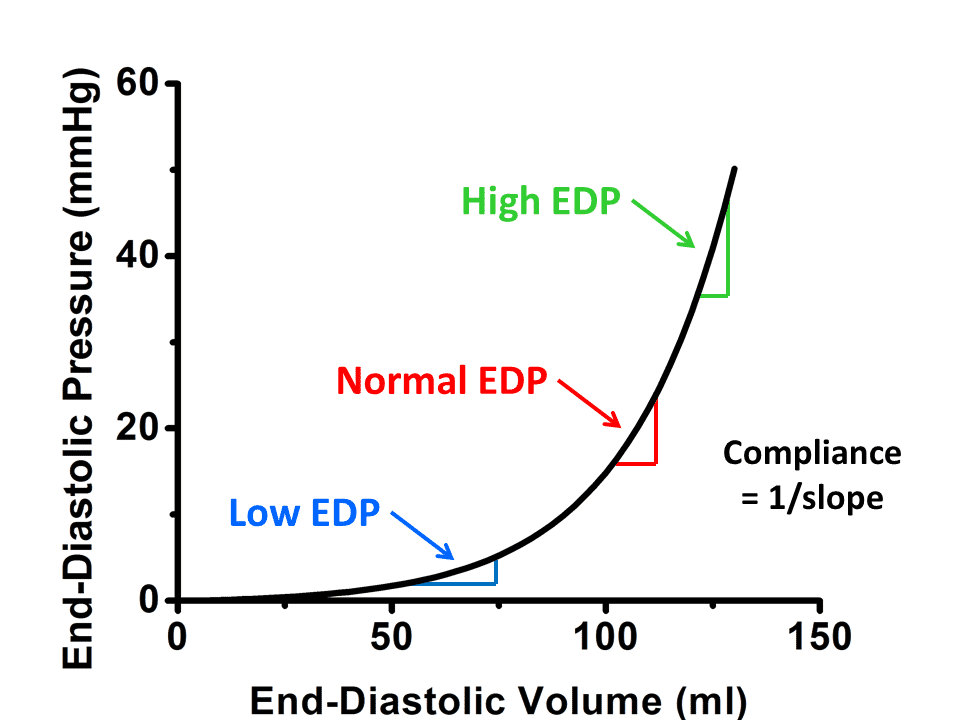 End-Diastolic Pressure (mmHg)
60
40
20
0
High EDP
Normal EDP
Low EDP
Compliance
= 1/slope
0 50 100 150
End-Diastolic Volume (ml)